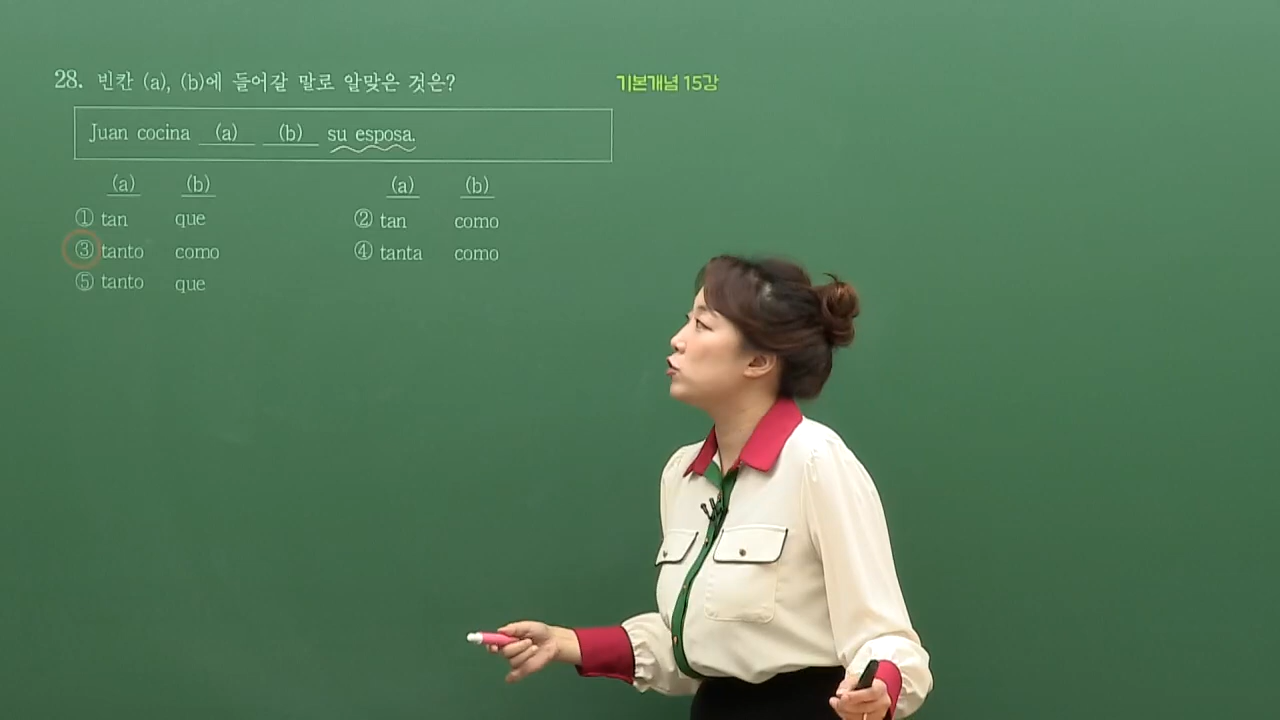 28. 빈칸 (a), (b)에 들어갈 말로 알맞은 것은?
기본개념 15강
Juan cocina (a) (b) su esposa.
(a) (b) (a) (b)
① tan que ② tan como
③ tanto como ④ tanta como
⑤ tanto que